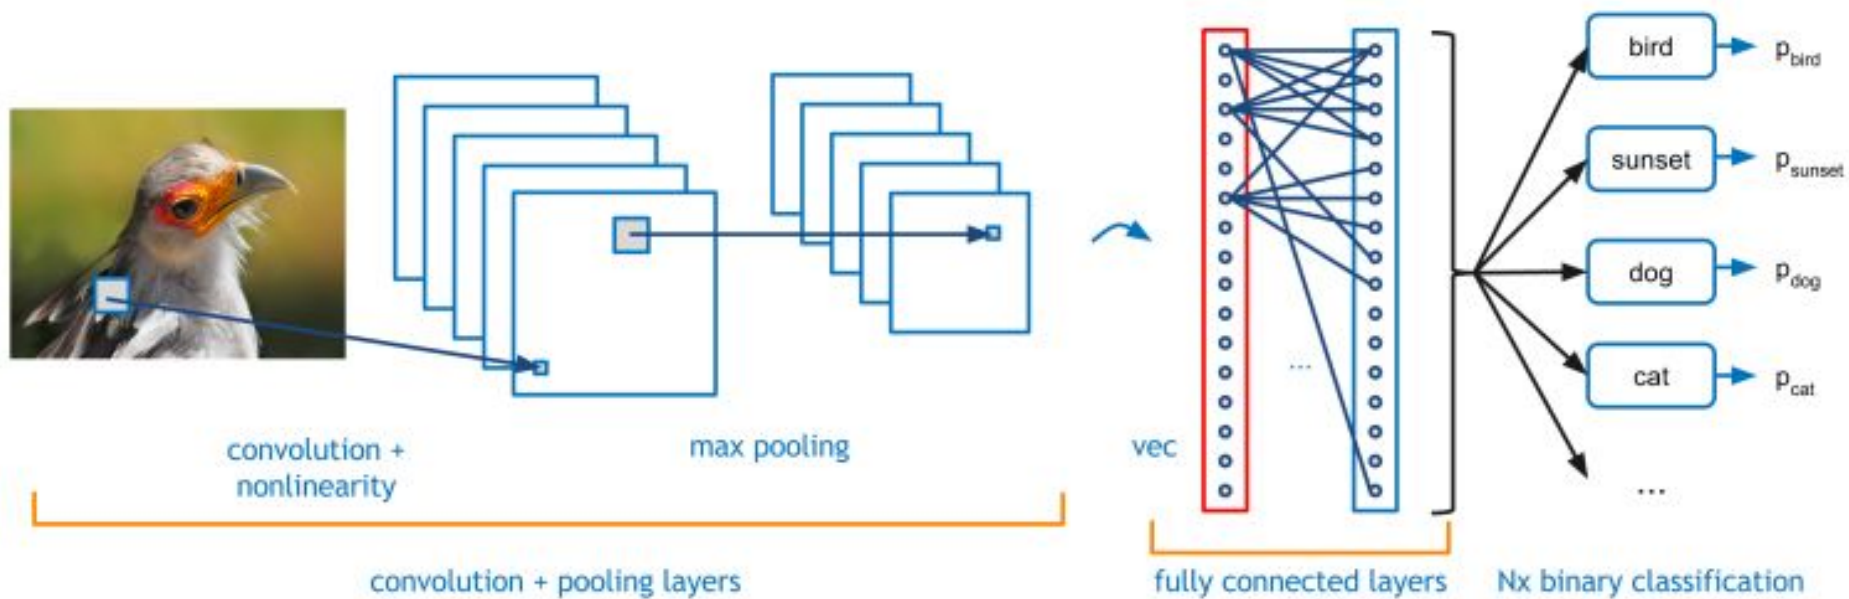 bird
p_bird
sunset
p_sunset
dog
p_dog
cat
p_cat
...
...
convolution +
nonlinearity
max pooling
vec
convolution + pooling layers
fully connected layers
Nx binary classification